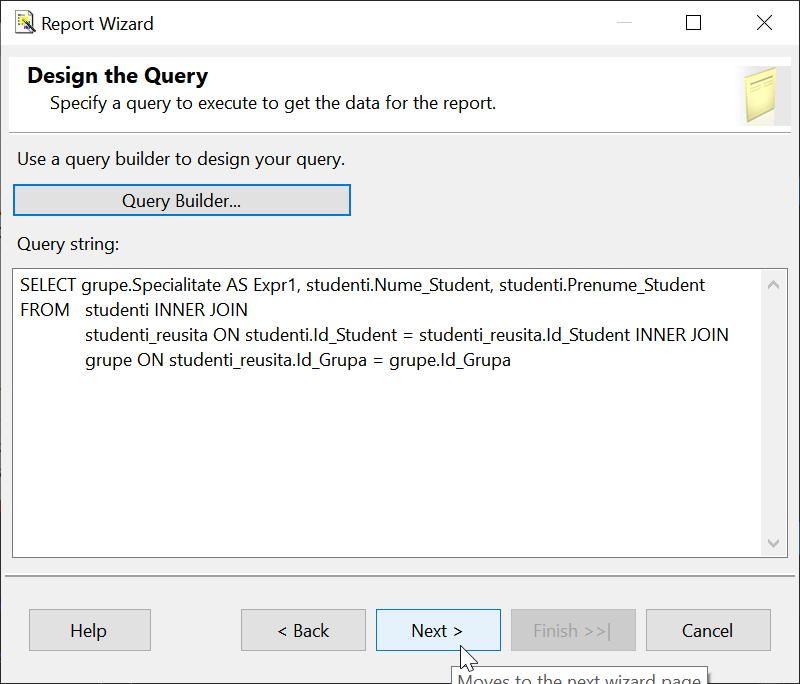 Report Wizard
Design the Query
Specify a query to execute to get the data for the report.
Use a query builder to design your query.
Query Builder...
Query string:
SELECT grupe.Specialitate AS Expr1, studenti.Nume_Student, studenti.Prenume_Student
FROM studenti INNER JOIN
studenti_reusita ON studenti.Id_Student = studenti_reusita.Id_Student INNER JOIN
grupe ON studenti_reusita.Id_Grupa = grupe.Id_Grupa
Help
< Back
Next >
Finish >>|
Cancel
Moves to the next wizard page